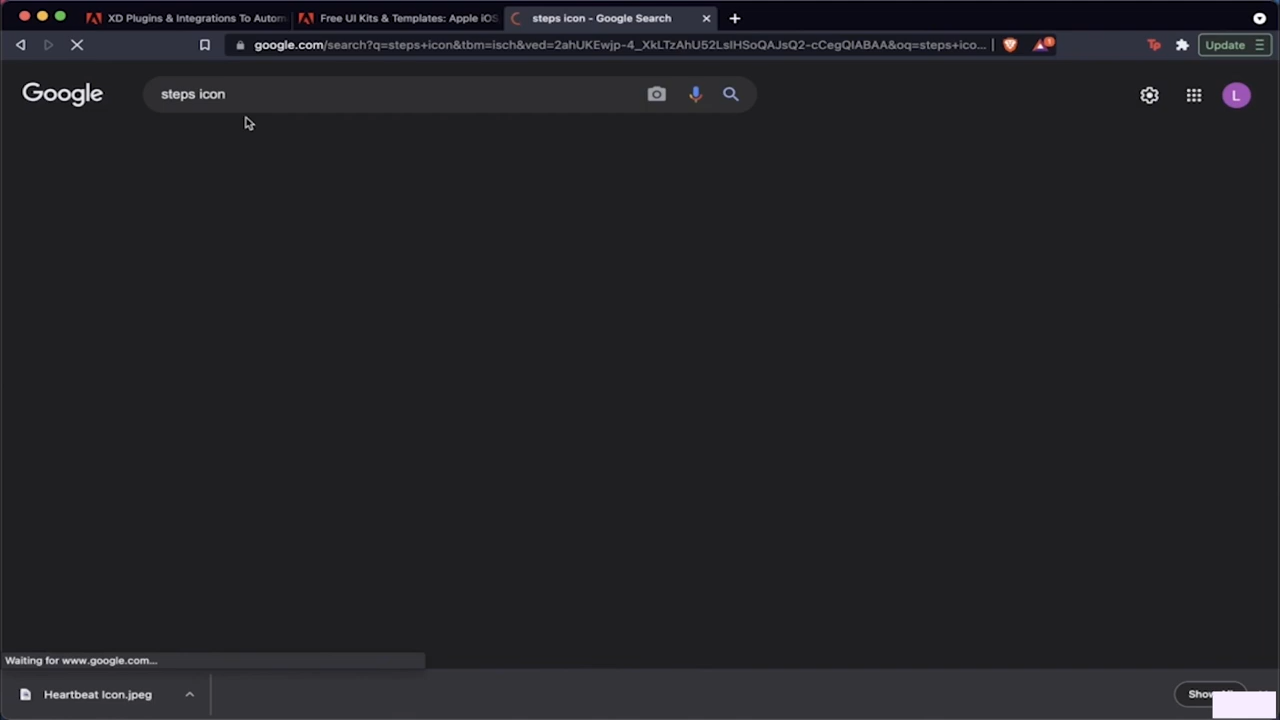 XD Plugins & Integrations To Autom
Free UI Kits & Templates: Apple iOS
steps icon - Google Search
google.com/search?q=steps+icon&tbm=isch&ved=2ahUKEwjp-4_XkLTzAhU52LsIHSoQAJsQ2-cCegQIABAA&oq=steps+ico...
1
Tp
Update
Google
steps icon
L
Waiting for www.google.com...
Heartbeat Icon.jpeg